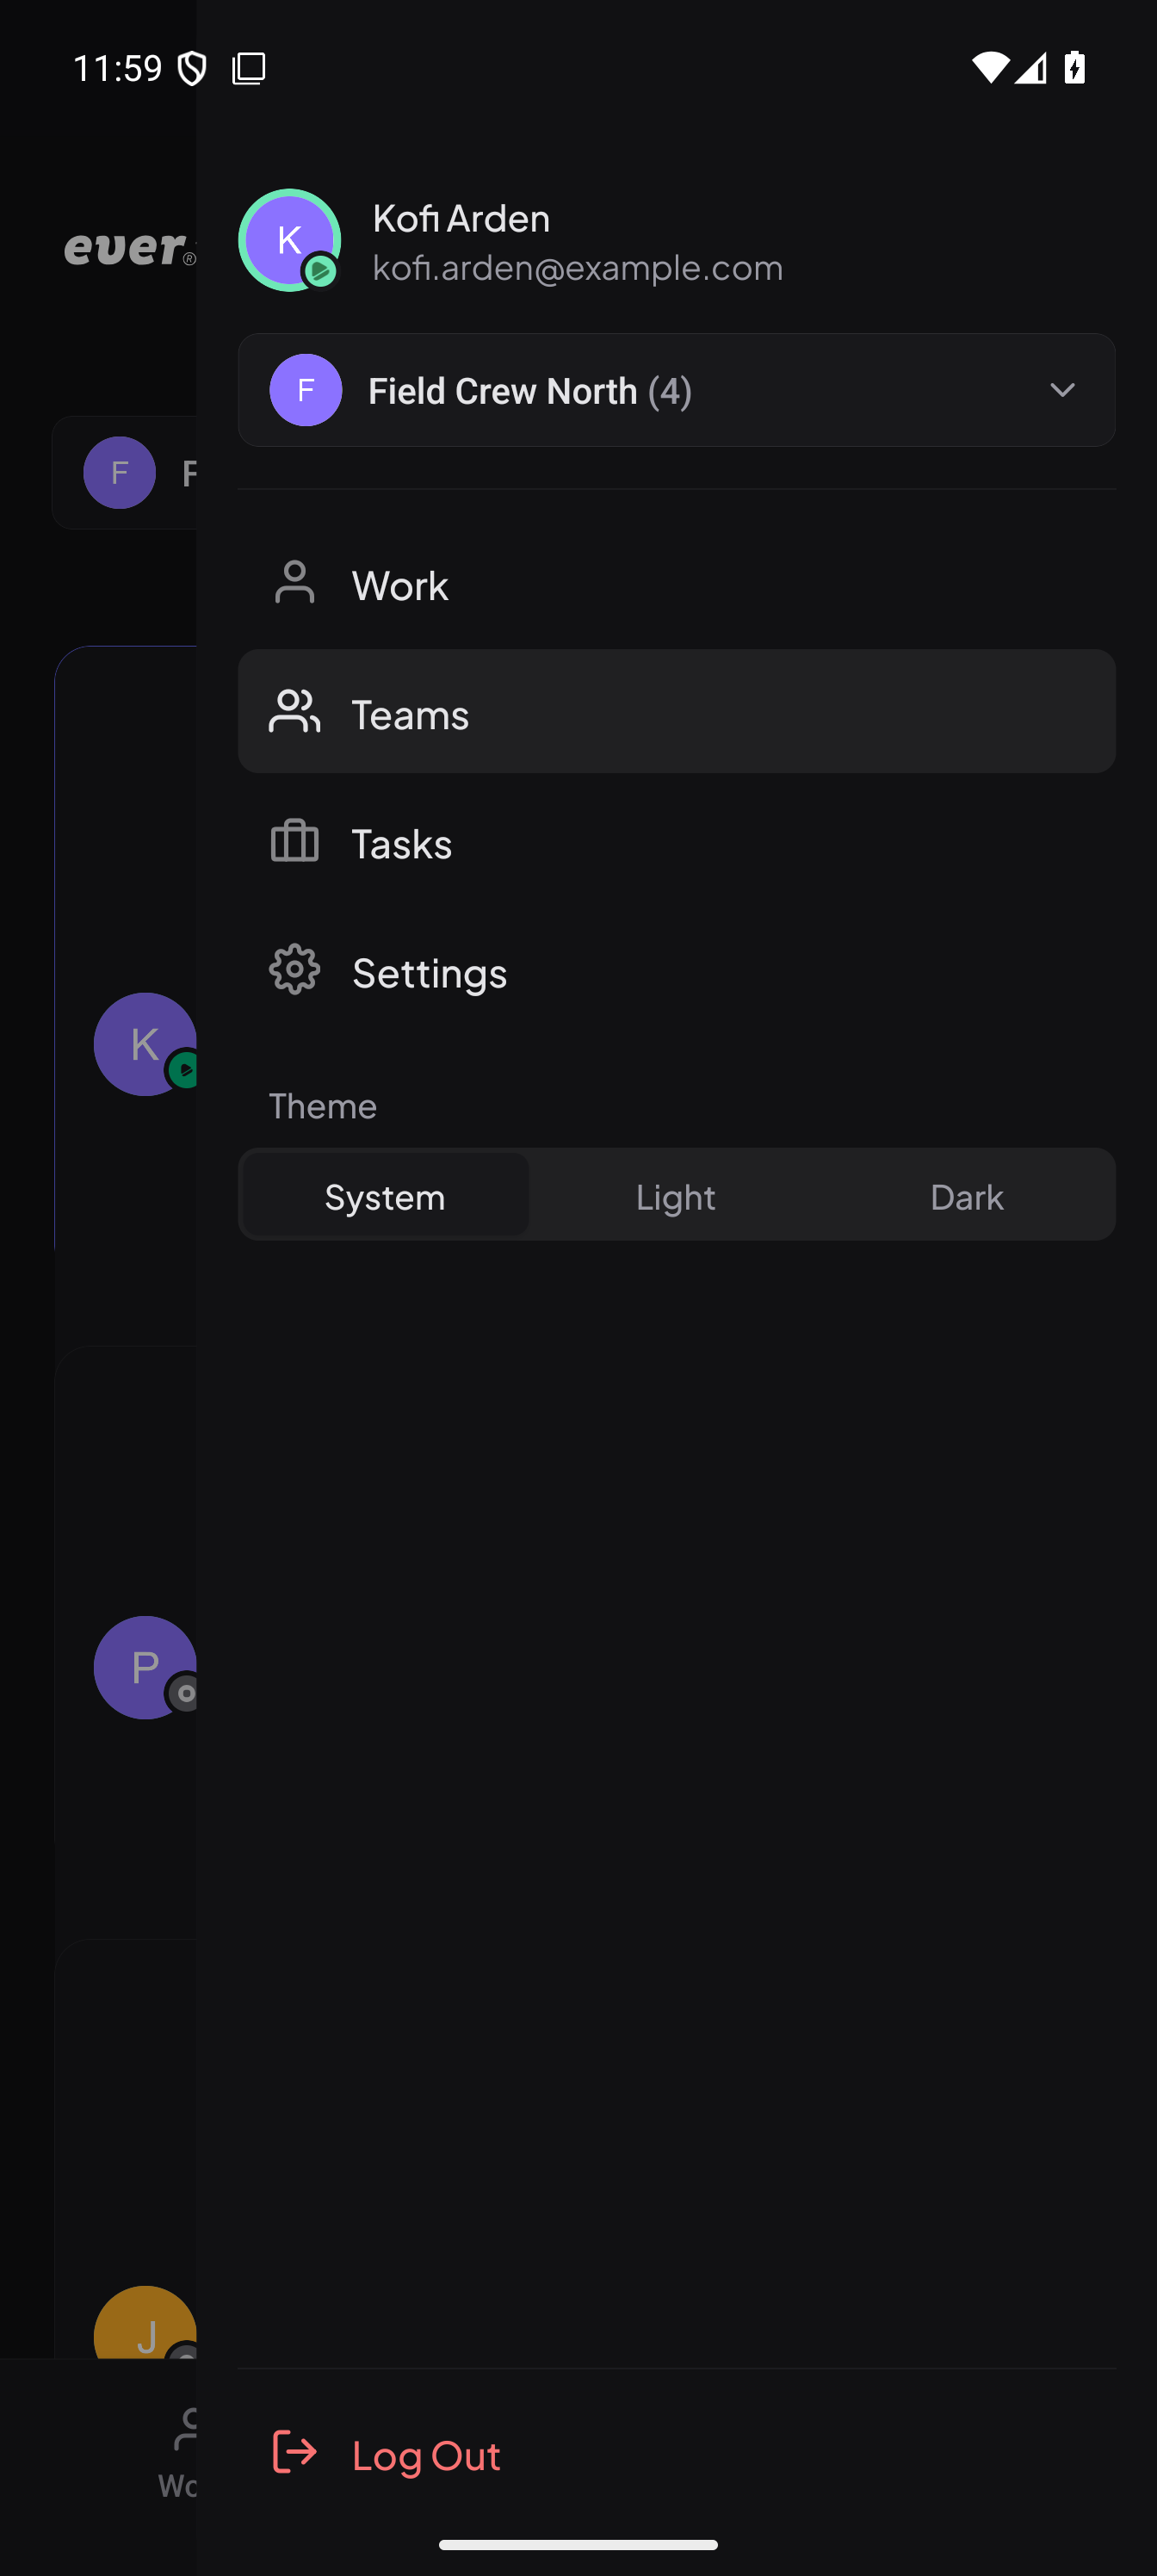 11:59
ever®
K
Kofi Arden
kofi.arden@example.com
F
Field Crew North (4)
F
F
Work
Teams
Tasks
Settings
K
Theme
System
Light
Dark
P
J
Log Out